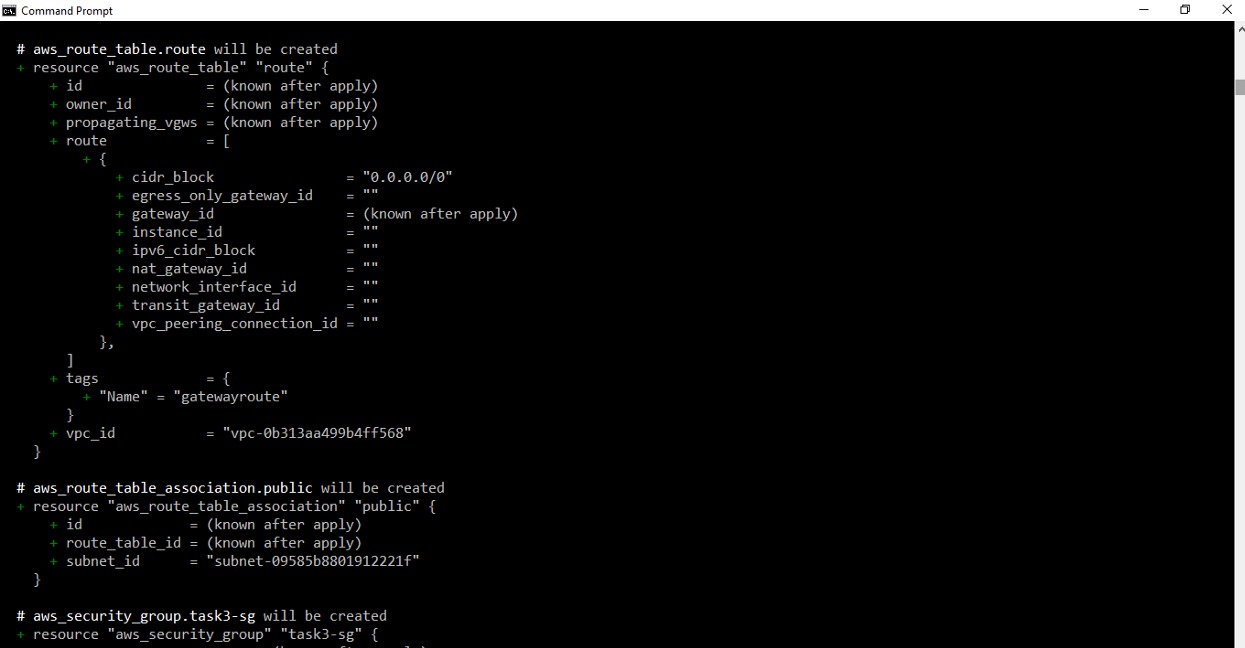 Command Prompt
# aws_route_table.route will be created
+ resource "aws_route_table" "route" {
+ id = (known after apply)
+ owner_id = (known after apply)
+ propagating_vgws = (known after apply)
+ route = [
+ {
+ cidr_block = "0.0.0.0/0"
+ egress_only_gateway_id = ""
+ gateway_id = (known after apply)
+ instance_id = ""
+ ipv6_cidr_block = ""
+ nat_gateway_id = ""
+ network_interface_id = ""
+ transit_gateway_id = ""
+ vpc_peering_connection_id = ""
},
]
+ tags = {
+ "Name" = "gatewayroute"
}
+ vpc_id = "vpc-0b313aa499b4ff568"
}
# aws_route_table_association.public will be created
+ resource "aws_route_table_association" "public" {
+ id = (known after apply)
+ route_table_id = (known after apply)
+ subnet_id = "subnet-09585b8801912221f"
}
# aws_security_group.task3-sg will be created
+ resource "aws_security_group" "task3-sg" {